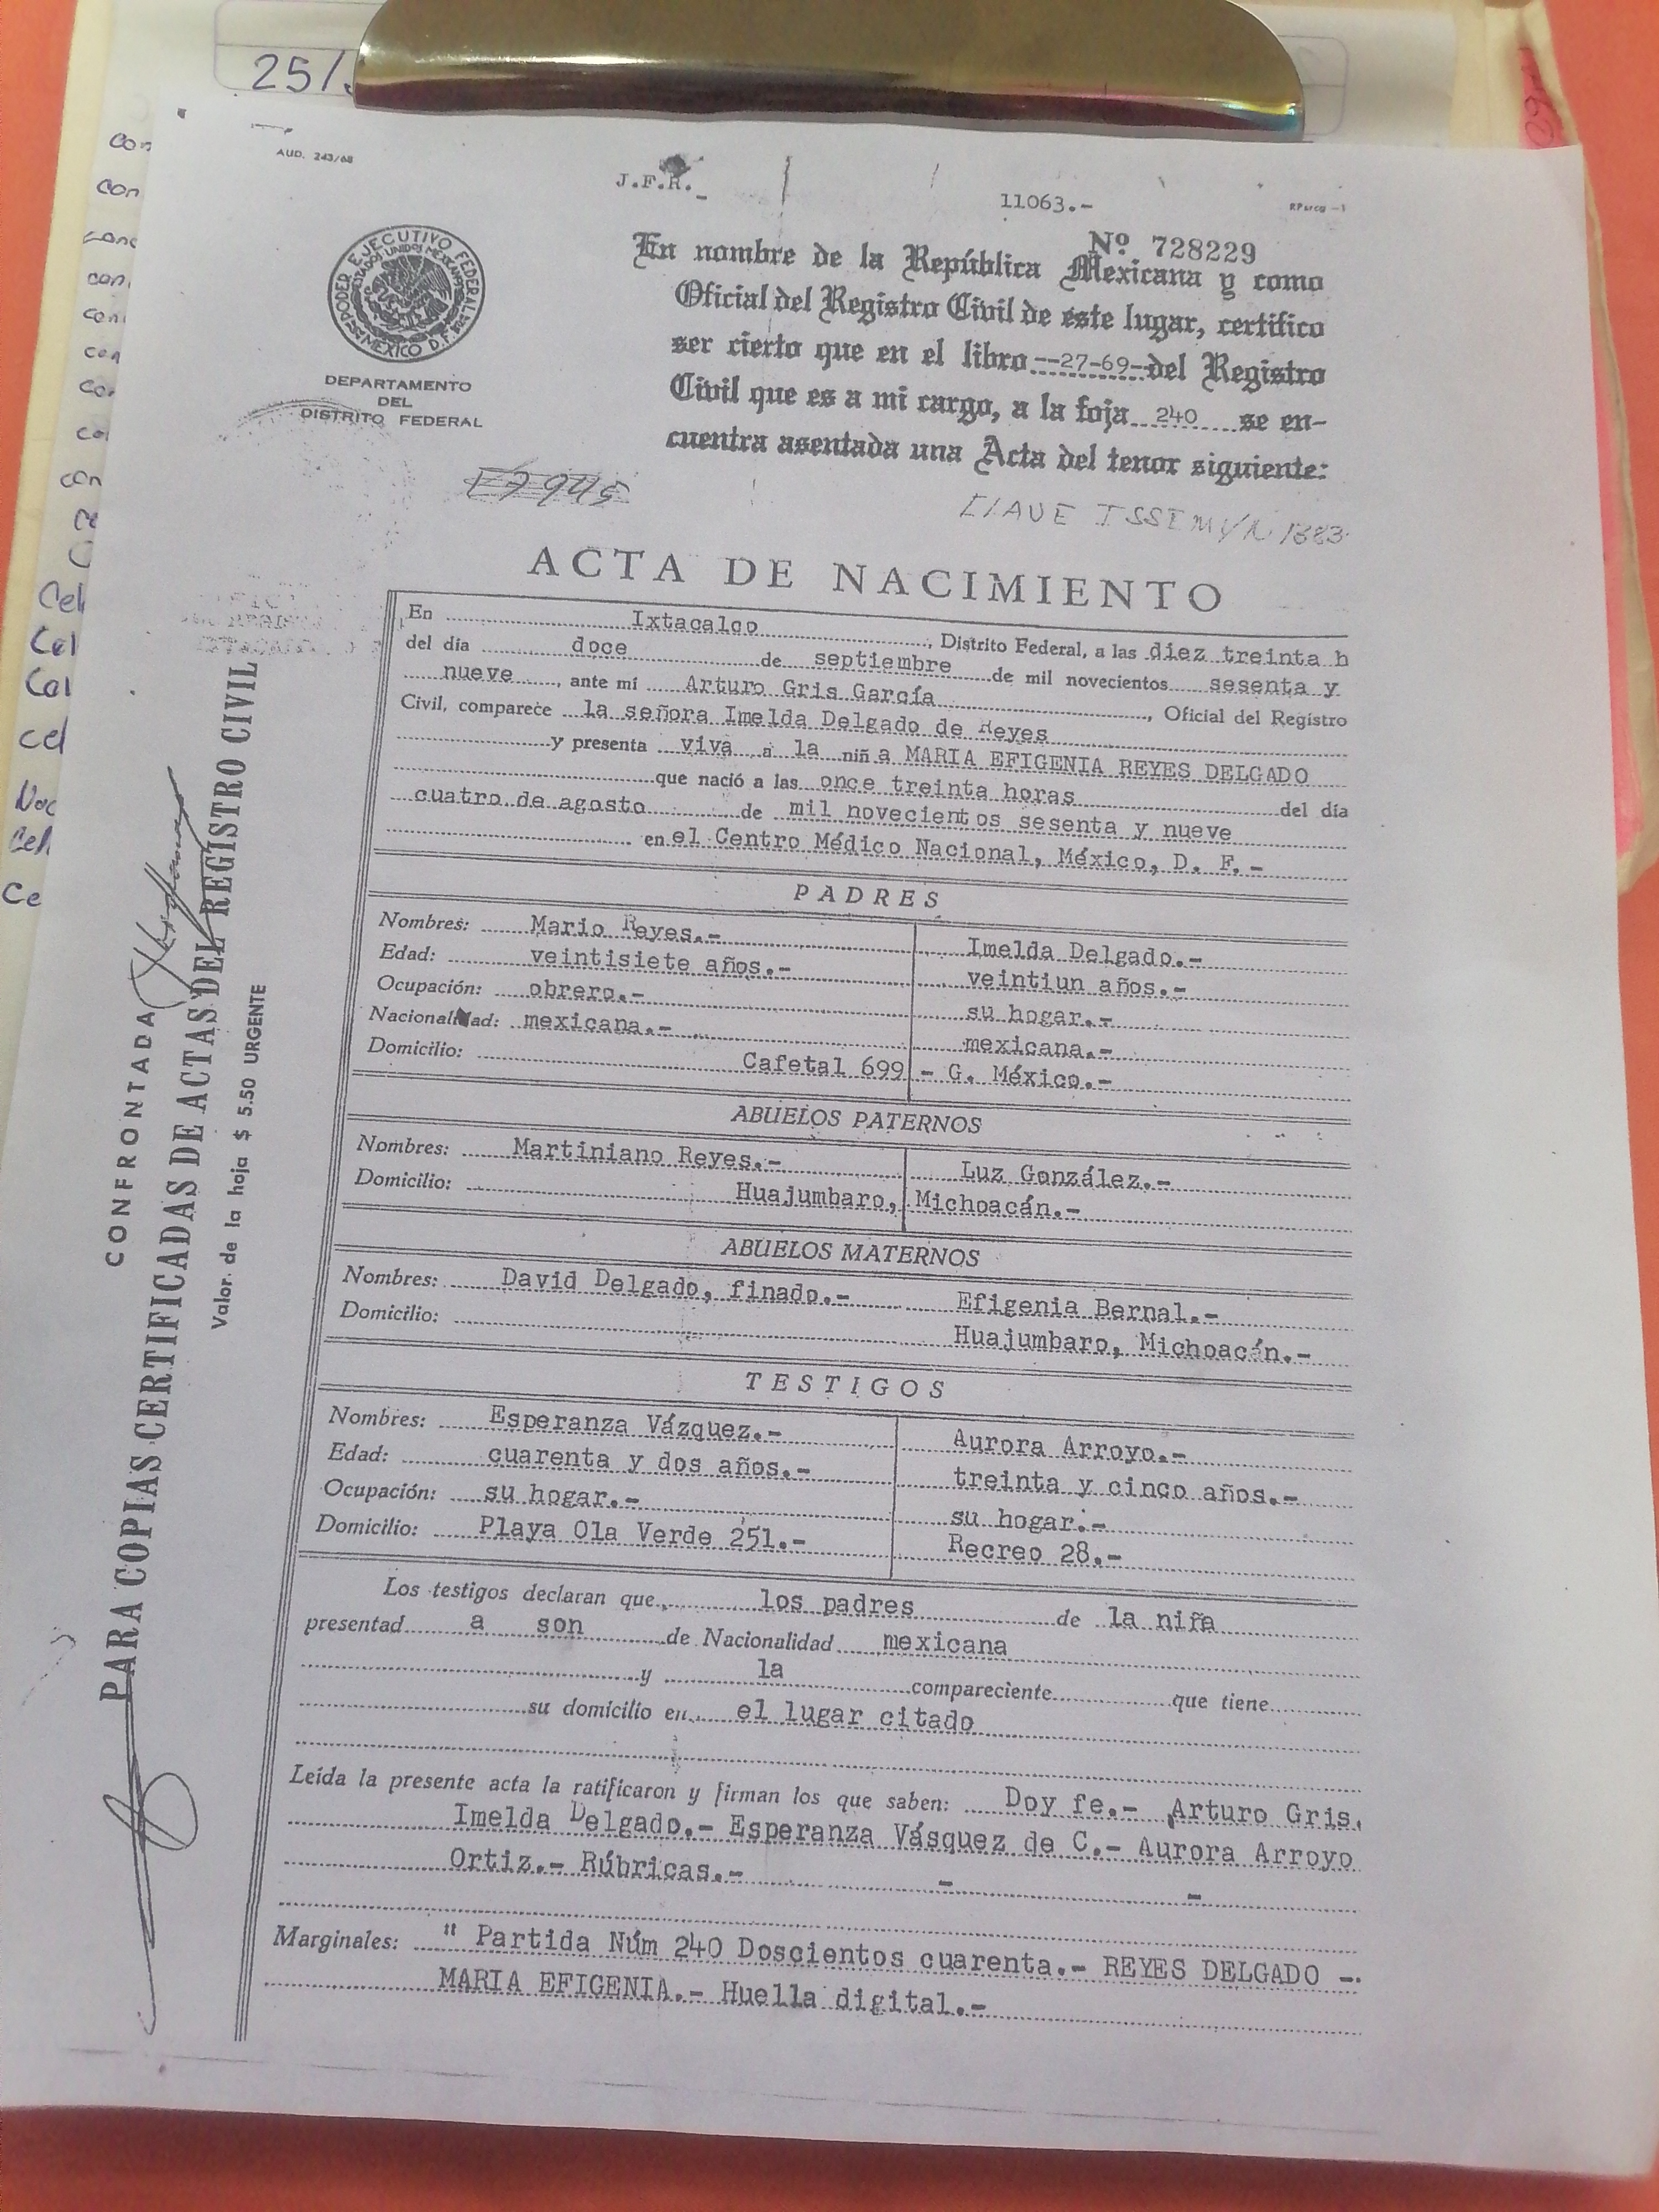 25/
AUD. 243/68
J.F.R.
11063.-
Nº 728229
PODER EJECUTIVO FEDERAL
ESTADOS UNIDOS MEXICANOS
MEXICO D.F.
DEPARTAMENTO
DEL
DISTRITO FEDERAL
En nombre de la República Mexicana y como
Oficial del Registro Civil de este lugar, certifico
ser cierto que en el libro --27-69- del Registro
Civil que es a mi cargo, a la foja 240 se en-
cuentra asentada una Acta del tenor siguiente:
CLAVE ISSEMYN
ACTA DE NACIMIENTO
En Ixtacalco, Distrito Federal, a las diez treinta h
del día doce de septiembre de mil novecientos sesenta y
nueve, ante mí Arturo Gris García, Oficial del Registro
Civil, comparece la señora Imelda Delgado de Reyes
y presenta viva a la niña MARIA EFIGENIA REYES DELGADO
que nació a las once treinta horas del día
cuatro de agosto de mil novecientos sesenta y nueve
en el Centro Médico Nacional, México, D. F.-
PADRES
Nombres: Mario Reyes.- Imelda Delgado.-
Edad: veintisiete años.- veintiun años.-
Ocupación: obrero.- su hogar.-
Nacionalidad: mexicana.- mexicana.-
Domicilio: Cafetal 699 - G. México.-
ABUELOS PATERNOS
Nombres: Martiniano Reyes.- Luz González.-
Domicilio: Huajumbaro, Michoacán.-
ABUELOS MATERNOS
Nombres: David Delgado, finado.- Efigenia Bernal.-
Domicilio: Huajumbaro, Michoacán.-
TESTIGOS
Nombres: Esperanza Vázquez.- Aurora Arroyo.-
Edad: cuarenta y dos años.- treinta y cinco años.-
Ocupación: su hogar.- su hogar.-
Domicilio: Playa Ola Verde 251.- Recreo 28.-
Los testigos declaran que, los padres de la niña
presentad a son de Nacionalidad mexicana
y la compareciente que tiene
su domicilio en el lugar citado
Leída la presente acta la ratificaron y firman los que saben: Doy fe.- Arturo Gris.
Imelda Delgado.- Esperanza Vásquez de C.- Aurora Arroyo
Ortiz.- Rúbricas.- - -
Marginales: " Partida Núm 240 Doscientos cuarenta.- REYES DELGADO -.
MARIA EFIGENIA.- Huella digital.-
CONFRONTADA
PARA COPIAS CERTIFICADAS DE ACTAS DEL REGISTRO CIVIL
Valor de la hoja $ 5.50 URGENTE